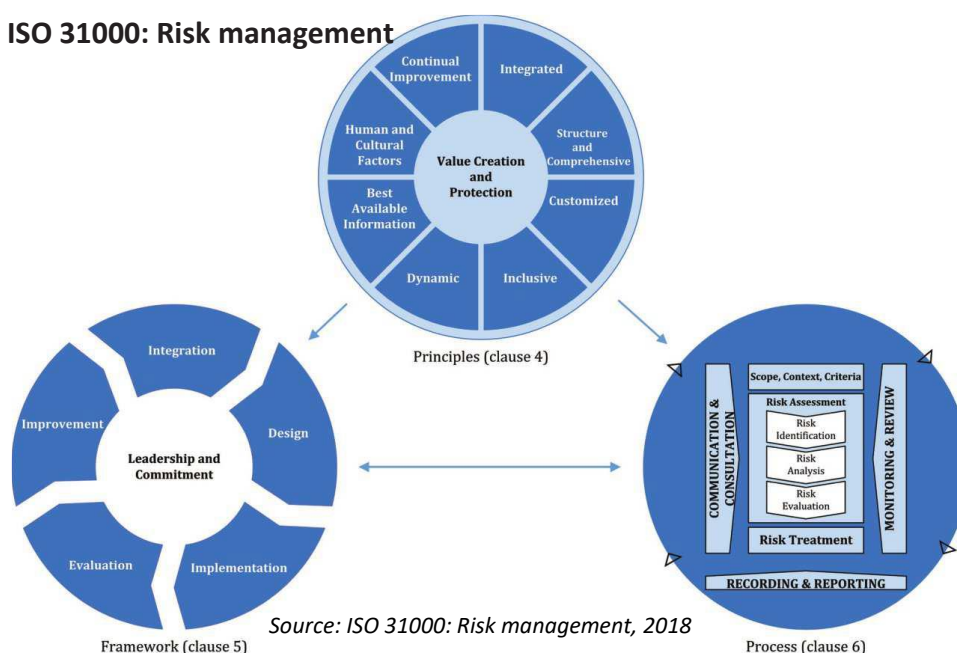 ISO 31000: Risk management
Continual
Improvement
Integrated
Human and
Cultural
Factors
Structure
and
Comprehensive
Value Creation
and
Protection
Best
Available
Information
Customized
Dynamic
Inclusive
Principles (clause 4)
Integration
Improvement
Design
Leadership and
Commitment
Evaluation
Implementation
Framework (clause 5)
Scope, Context, Criteria
Risk Assessment
Risk
Identification
Risk
Analysis
Risk
Evaluation
Risk Treatment
COMMUNICATION &
CONSULTATION
MONITORING & REVIEW
RECORDING & REPORTING
Process (clause 6)
Source: ISO 31000: Risk management, 2018